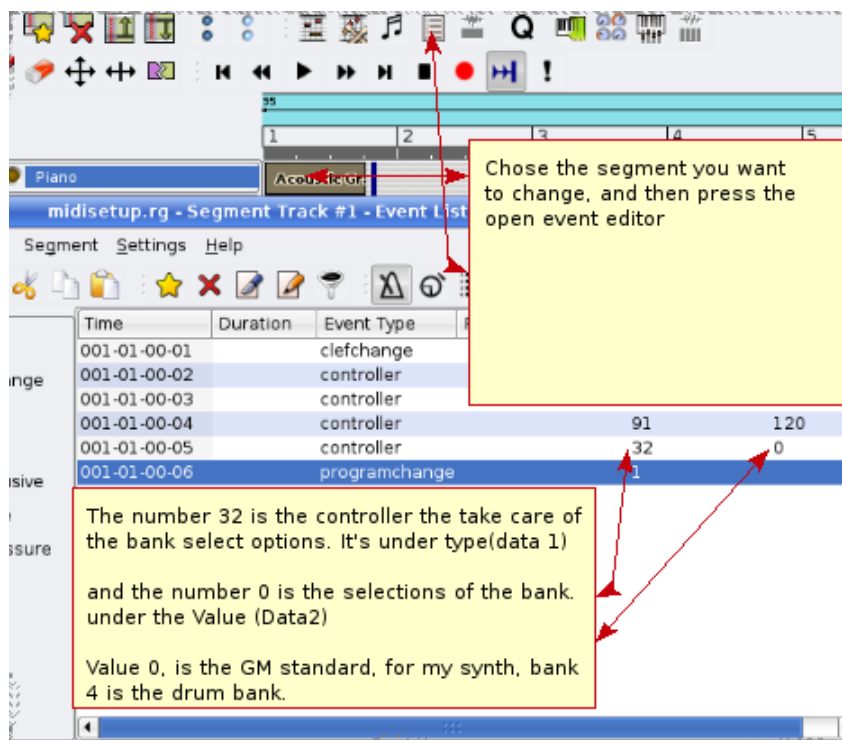 Q
!
95
1 2 3 4 5
Piano
Acoustic Gr
Chose the segment you want
to change, and then press the
open event editor
midisetup.rg - Segment Track #1 - Event List
Segment Settings Help
Time Duration Event Type
001-01-00-01 clefchange
001-01-00-02 controller
001-01-00-03 controller
001-01-00-04 controller 91 120
001-01-00-05 controller 32 0
001-01-00-06 programchange 1
The number 32 is the controller the take care of
the bank select options. It's under type(data 1)
and the number 0 is the selections of the bank.
under the Value (Data2)
Value 0, is the GM standard, for my synth, bank
4 is the drum bank.